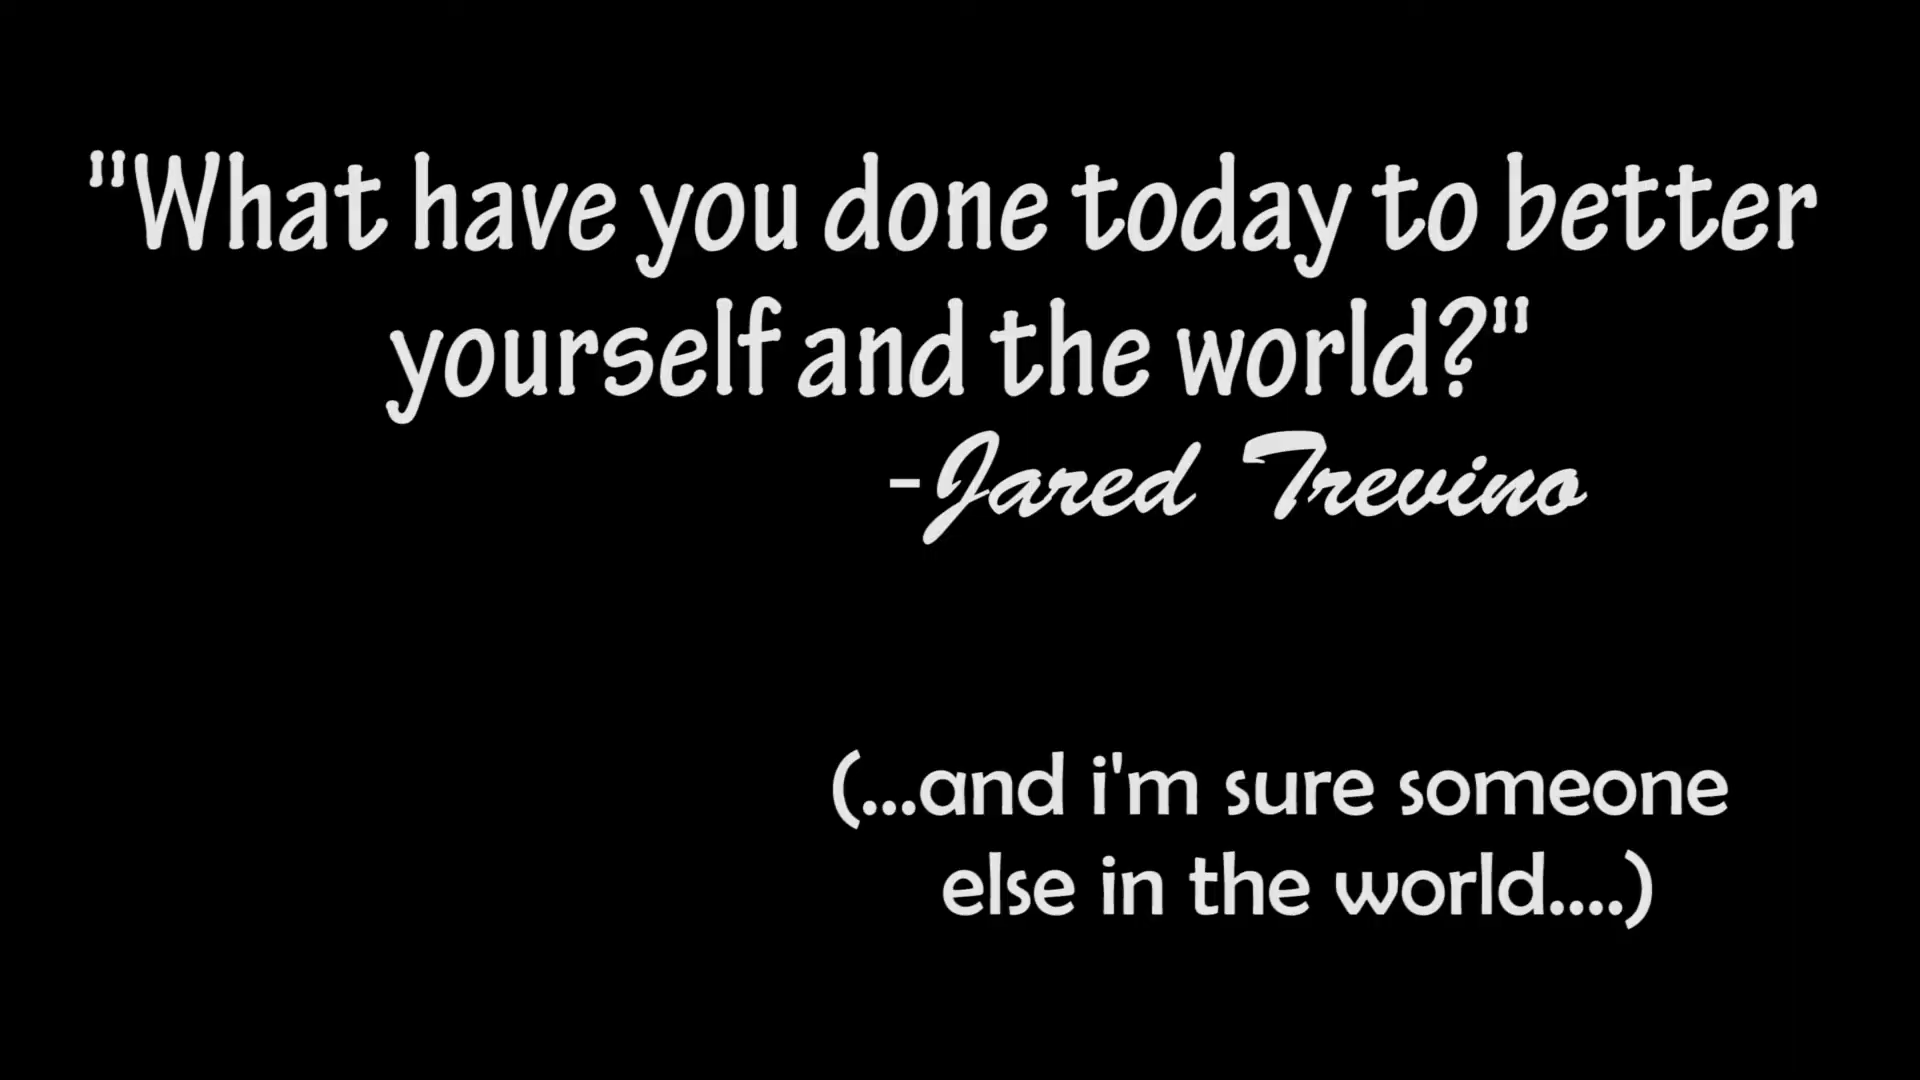 "What have you done today to better
yourself and the world?"
-Jared Trevino
(...and i'm sure someone
else in the world....)